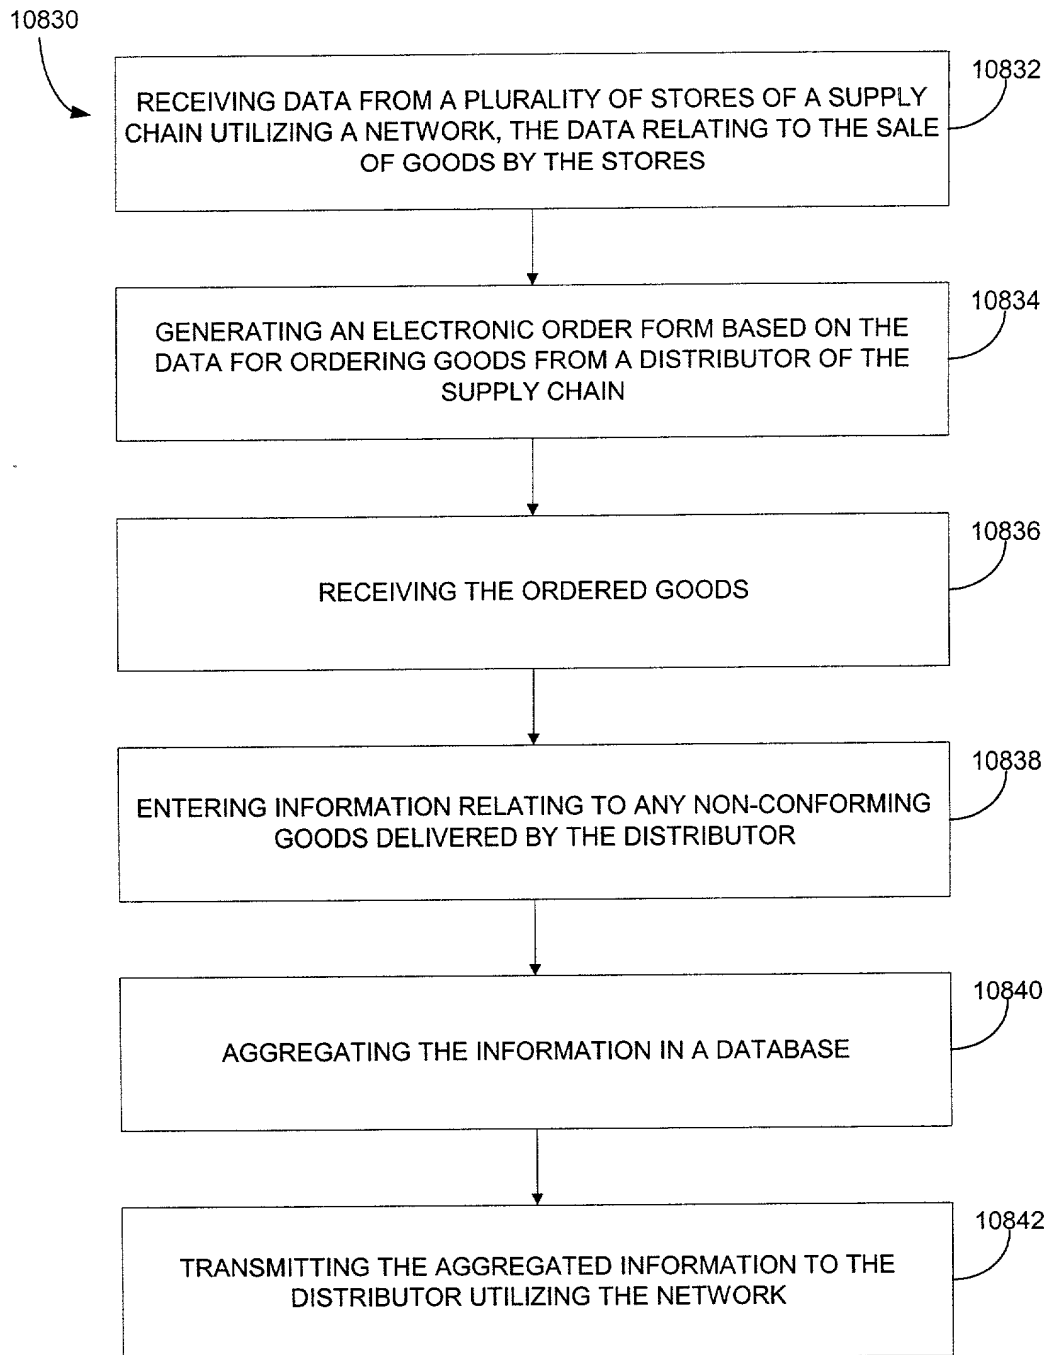 10830
10832
RECEIVING DATA FROM A PLURALITY OF STORES OF A SUPPLY
CHAIN UTILIZING A NETWORK, THE DATA RELATING TO THE SALE
OF GOODS BY THE STORES
10834
GENERATING AN ELECTRONIC ORDER FORM BASED ON THE
DATA FOR ORDERING GOODS FROM A DISTRIBUTOR OF THE
SUPPLY CHAIN
10836
RECEIVING THE ORDERED GOODS
10838
ENTERING INFORMATION RELATING TO ANY NON-CONFORMING
GOODS DELIVERED BY THE DISTRIBUTOR
10840
AGGREGATING THE INFORMATION IN A DATABASE
10842
TRANSMITTING THE AGGREGATED INFORMATION TO THE
DISTRIBUTOR UTILIZING THE NETWORK